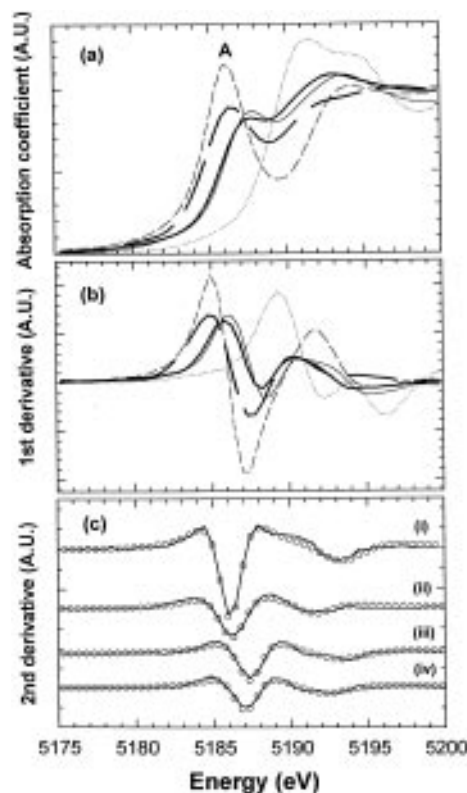 Absorption coefficient (A.U.)
(a)
A
1st derivative (A.U.)
(b)
2nd derivative (A.U.)
(c)
(i)
(ii)
(iii)
(iv)
5175 5180 5185 5190 5195 5200
Energy (eV)